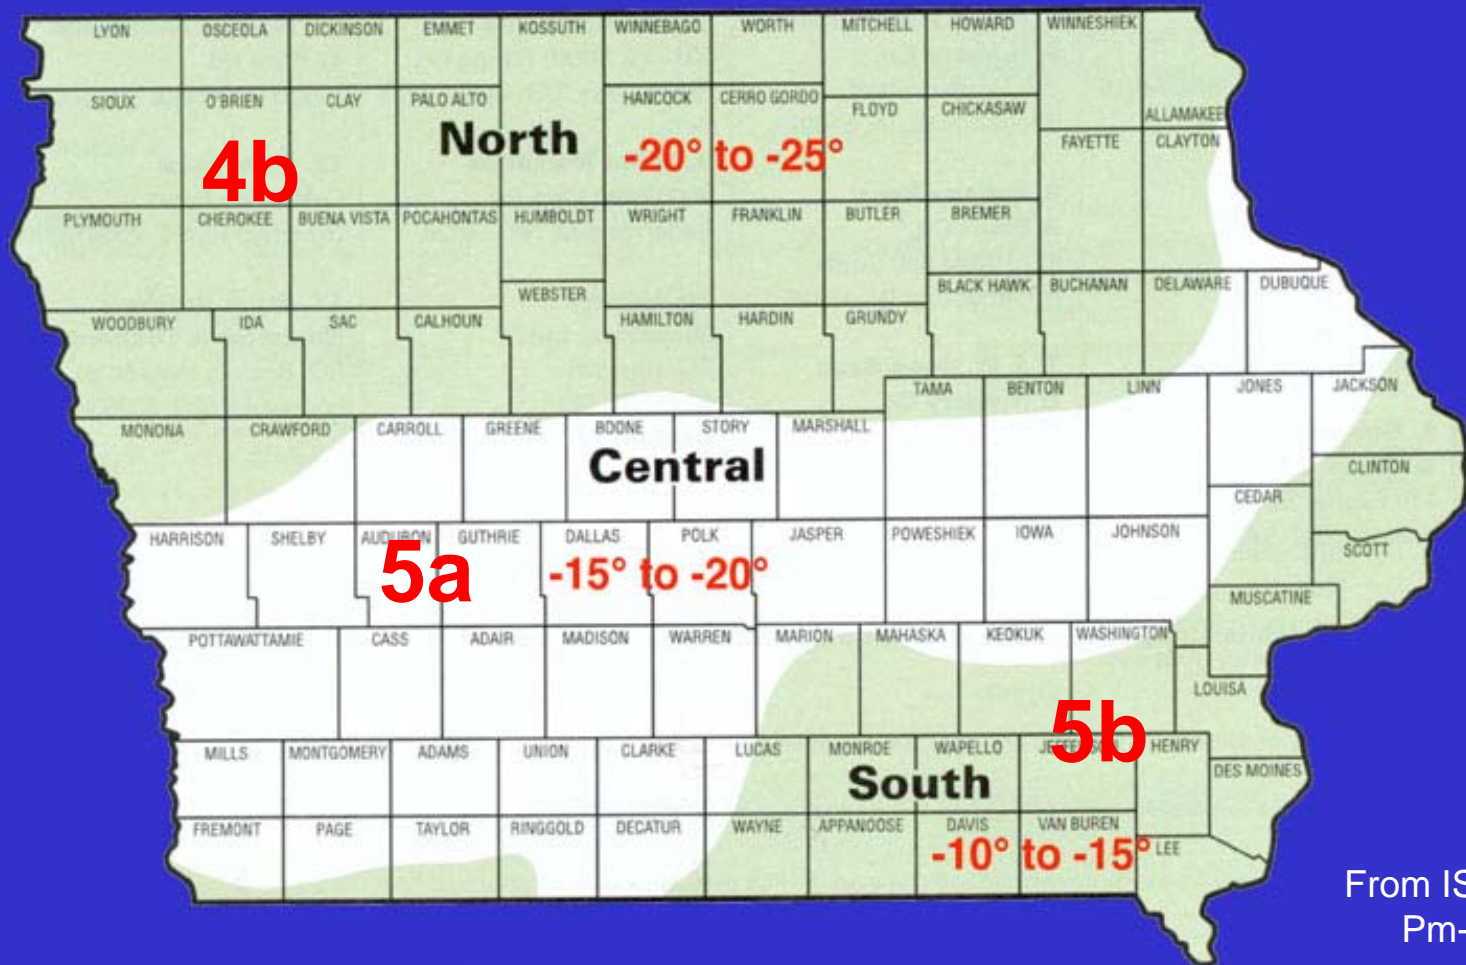 LYON OSCEOLA DICKINSON EMMET KOSSUTH WINNEBAGO WORTH MITCHELL HOWARD WINNESHIEK
ALLAMAKEE
SIOUX O'BRIEN CLAY PALO ALTO HANCOCK CERRO GORDO FLOYD CHICKASAW
FAYETTE CLAYTON
4b North -20° to -25°
PLYMOUTH CHEROKEE BUENA VISTA POCAHONTAS HUMBOLDT WRIGHT FRANKLIN BUTLER BREMER
WEBSTER BLACK HAWK BUCHANAN DELAWARE DUBUQUE
WOODBURY IDA SAC CALHOUN HAMILTON HARDIN GRUNDY
TAMA BENTON LINN JONES JACKSON
MONONA CRAWFORD CARROLL GREENE BOONE STORY MARSHALL
Central
CLINTON
CEDAR
HARRISON SHELBY AUDUBON GUTHRIE DALLAS POLK JASPER POWESHIEK IOWA JOHNSON
SCOTT
5a -15° to -20°
MUSCATINE
POTTAWATTAMIE CASS ADAIR MADISON WARREN MARION MAHASKA KEOKUK WASHINGTON
LOUISA
5b
MILLS MONTGOMERY ADAMS UNION CLARKE LUCAS MONROE WAPELLO JEFFERSON HENRY
DES MOINES
South
FREMONT PAGE TAYLOR RINGGOLD DECATUR WAYNE APPANOOSE DAVIS VAN BUREN
LEE
-10° to -15°
From IS
Pm-